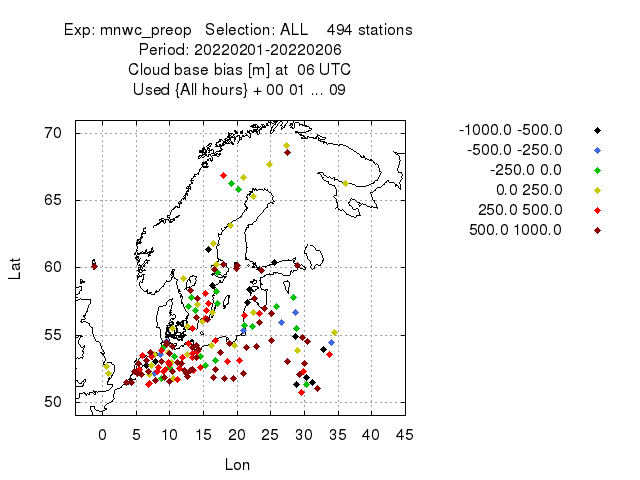 Exp: mnwc_preop Selection: ALL 494 stations
Period: 20220201-20220206
Cloud base bias [m] at 06 UTC
Used {All hours} + 00 01 ... 09
-1000.0 -500.0
-500.0 -250.0
-250.0 0.0
0.0 250.0
250.0 500.0
500.0 1000.0
70
65
60
55
50
Lat
0 5 10 15 20 25 30 35 40 45
Lon